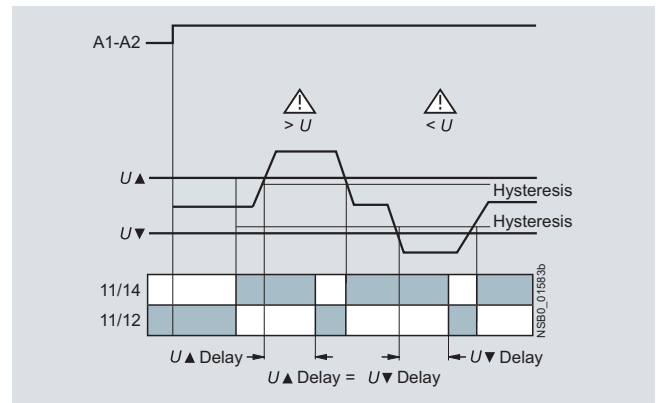 A1-A2
> U
< U
U▲
Hysteresis
Hysteresis
U▼
11/14
11/12
NSB0_01583b
U▲ Delay
U▼ Delay
U▲ Delay = U▼ Delay